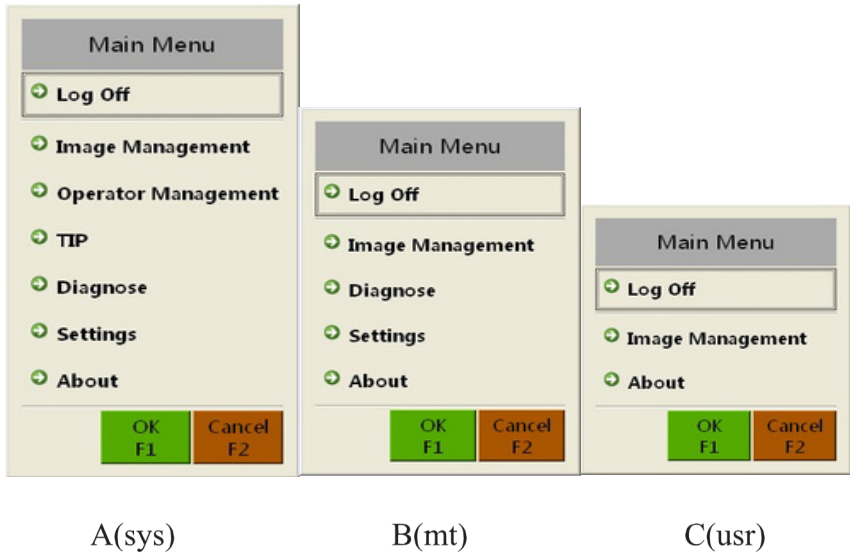 Main Menu
Log Off
Image Management
Operator Management
TIP
Diagnose
Settings
About
OK
F1
Cancel
F2
Main Menu
Log Off
Image Management
Diagnose
Settings
About
OK
F1
Cancel
F2
Main Menu
Log Off
Image Management
About
OK
F1
Cancel
F2
A(sys)
B(mt)
C(usr)